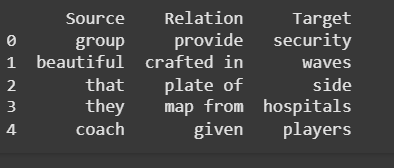 Source Relation Target
0 group provide security
1 beautiful crafted in waves
2 that plate of side
3 they map from hospitals
4 coach given players